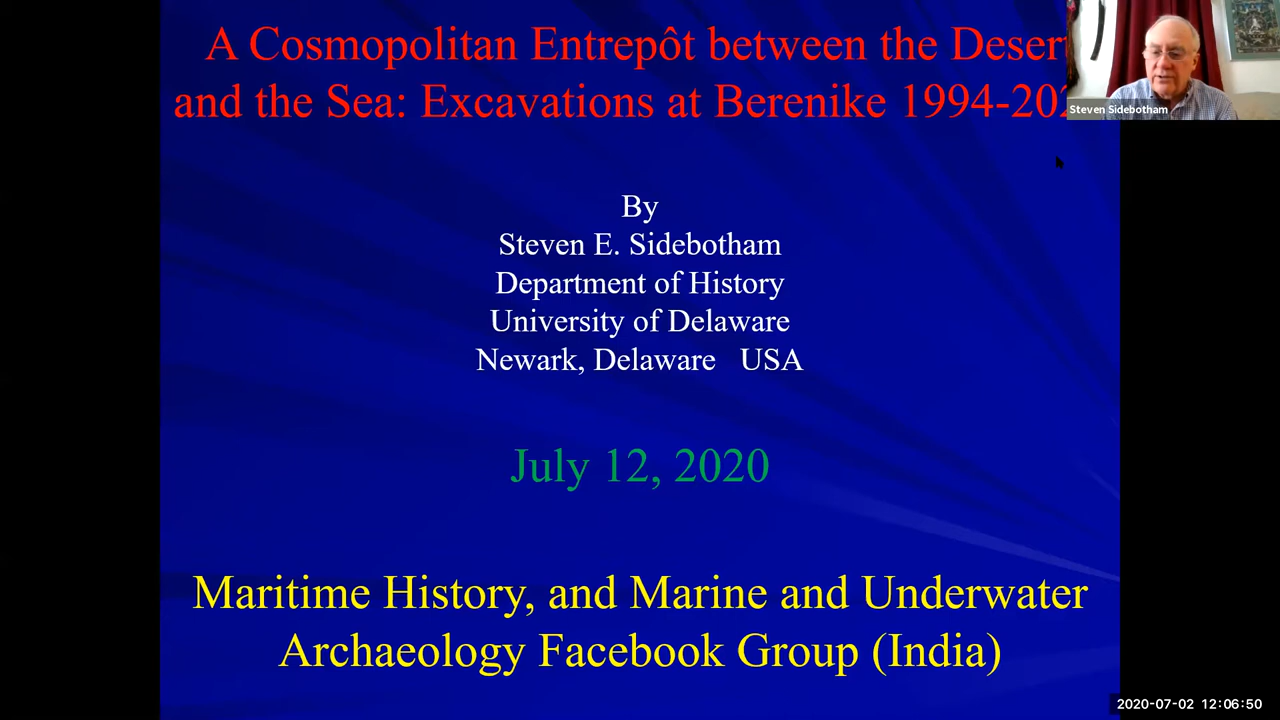 A Cosmopolitan Entrepôt between the Desert
and the Sea: Excavations at Berenike 1994-202
Steven Sidebotham
By
Steven E. Sidebotham
Department of History
University of Delaware
Newark, Delaware USA
July 12, 2020
Maritime History, and Marine and Underwater
Archaeology Facebook Group (India)
2020-07-02 12:06:50